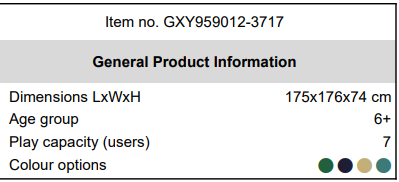 Item no. GXY959012-3717
General Product Information
Dimensions LxWxH 175x176x74 cm
Age group 6+
Play capacity (users) 7
Colour options